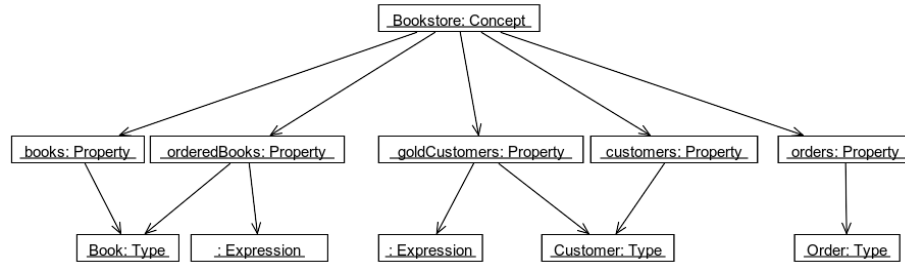 Bookstore: Concept
books: Property
orderedBooks: Property
goldCustomers: Property
customers: Property
orders: Property
Book: Type
: Expression
: Expression
Customer: Type
Order: Type